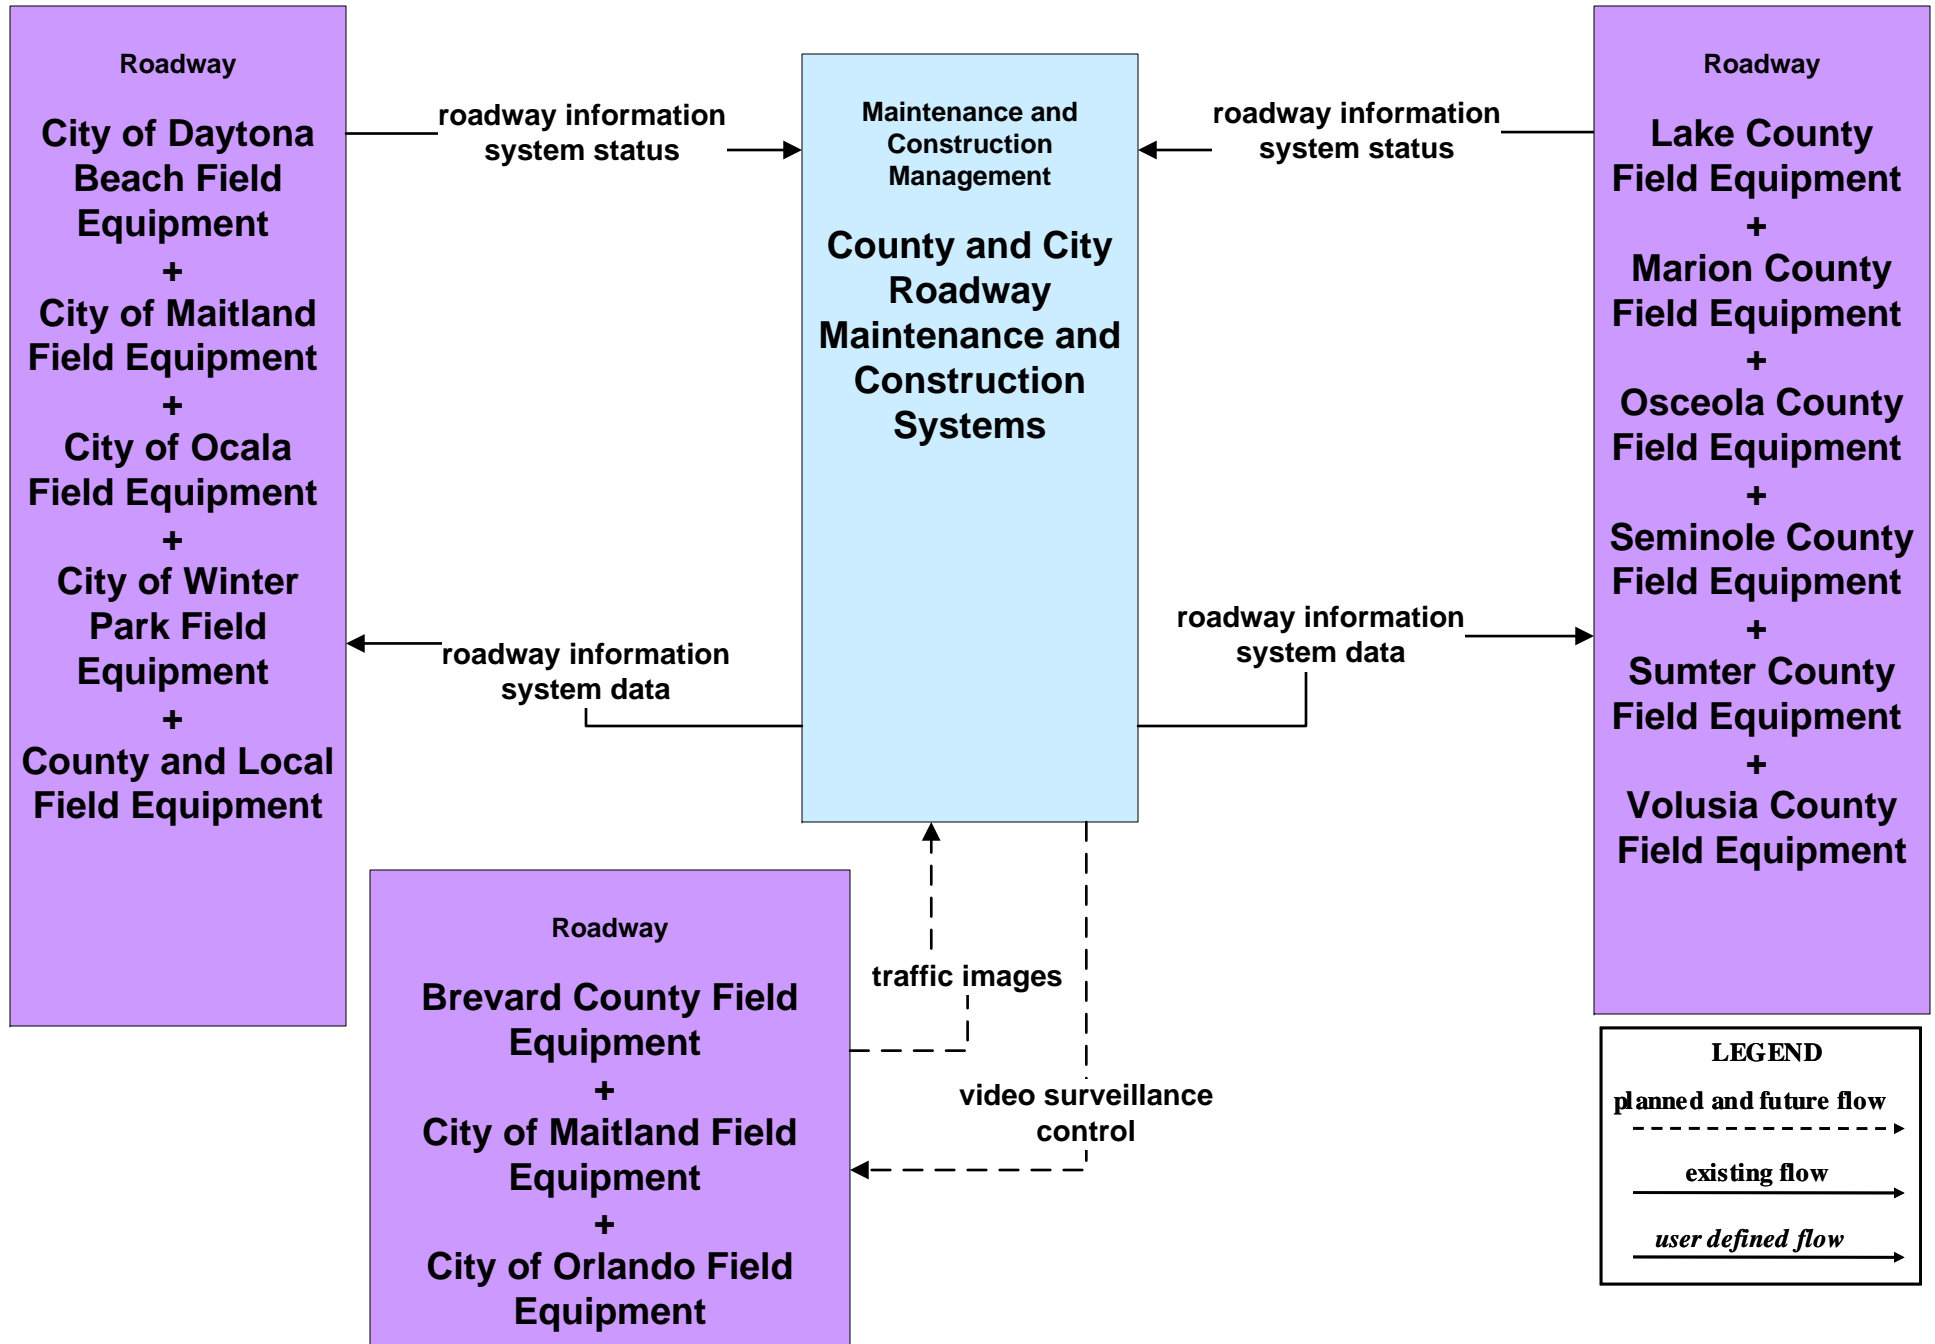 Roadway
City of Daytona
Beach Field
Equipment
+
City of Maitland
Field Equipment
+
City of Ocala
Field Equipment
+
City of Winter
Park Field
Equipment
+
County and Local
Field Equipment
roadway information
system status
roadway information
system data
Maintenance and
Construction
Management
County and City
Roadway
Maintenance and
Construction
Systems
roadway information
system status
roadway information
system data
Roadway
Lake County
Field Equipment
+
Marion County
Field Equipment
+
Osceola County
Field Equipment
+
Seminole County
Field Equipment
+
Sumter County
Field Equipment
+
Volusia County
Field Equipment
Roadway
Brevard County Field
Equipment
+
City of Maitland Field
Equipment
+
City of Orlando Field
Equipment
traffic images
video surveillance
control
LEGEND
planned and future flow
existing flow
user defined flow